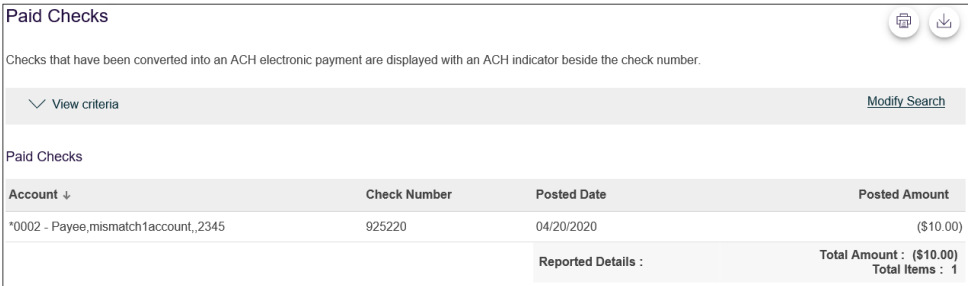 Paid Checks
Checks that have been converted into an ACH electronic payment are displayed with an ACH indicator beside the check number.
View criteria
Modify Search
Paid Checks
Account ↓ Check Number Posted Date Posted Amount
*0002 - Payee,mismatch1account,,2345 925220 04/20/2020 ($10.00)
Reported Details : Total Amount : ($10.00)
Total Items : 1